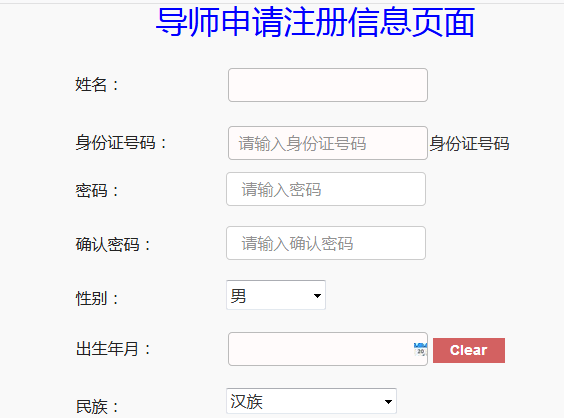 导师申请注册信息页面
姓名：
身份证号码： 请输入身份证号码 身份证号码
密码： 请输入密码
确认密码： 请输入确认密码
性别： 男
出生年月： 20 Clear
民族： 汉族